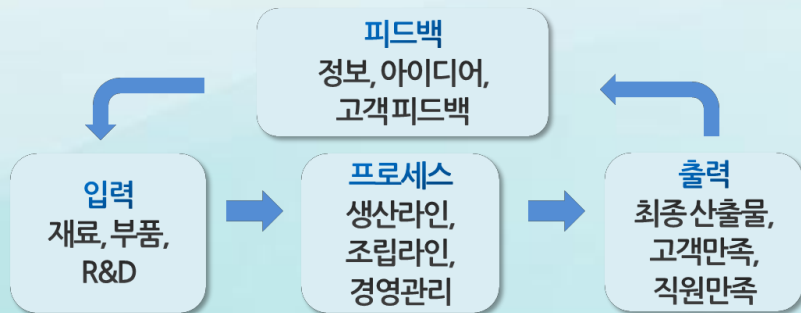 피드백
정보, 아이디어,
고객 피드백
입력
재료, 부품,
R&D
프로세스
생산라인,
조립라인,
경영관리
출력
최종 산출물,
고객만족,
직원만족